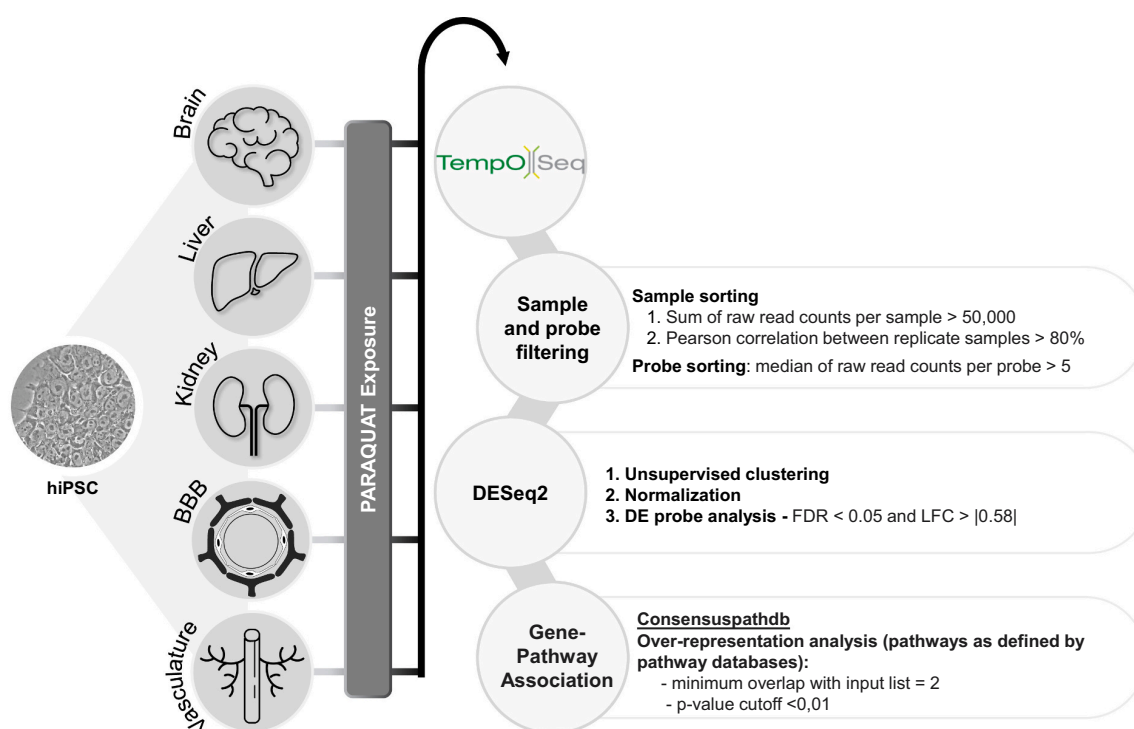 Brain
Liver
Kidney
BBB
Vasculature
hiPSC
PARAQUAT Exposure
TempO Seq
Sample
and probe
filtering
Sample sorting
1. Sum of raw read counts per sample > 50,000
2. Pearson correlation between replicate samples > 80%
Probe sorting: median of raw read counts per probe > 5
DESeq2
1. Unsupervised clustering
2. Normalization
3. DE probe analysis - FDR < 0.05 and LFC > |0.58|
Gene-
Pathway
Association
Consensuspathdb
Over-representation analysis (pathways as defined by
pathway databases):
- minimum overlap with input list = 2
- p-value cutoff <0,01